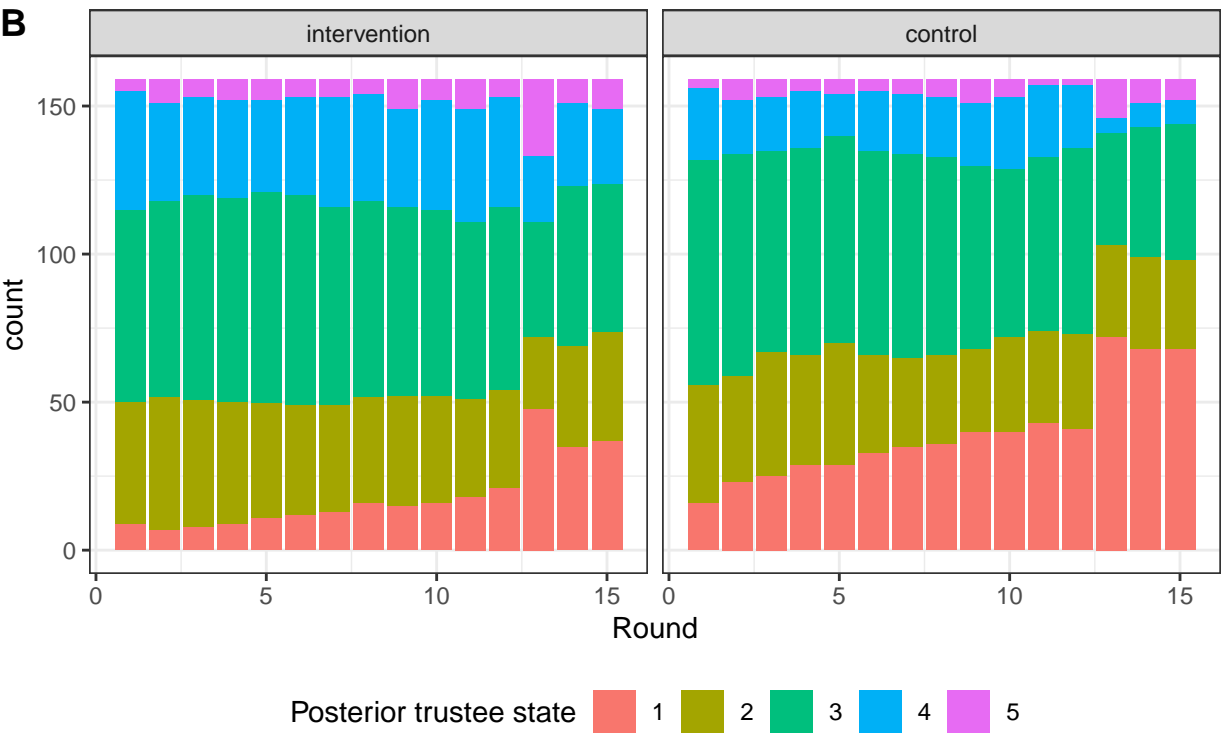 B
intervention control
150
100
50
0
count
0 5 10 15 0 5 10 15
Round
Posterior trustee state 1 2 3 4 5